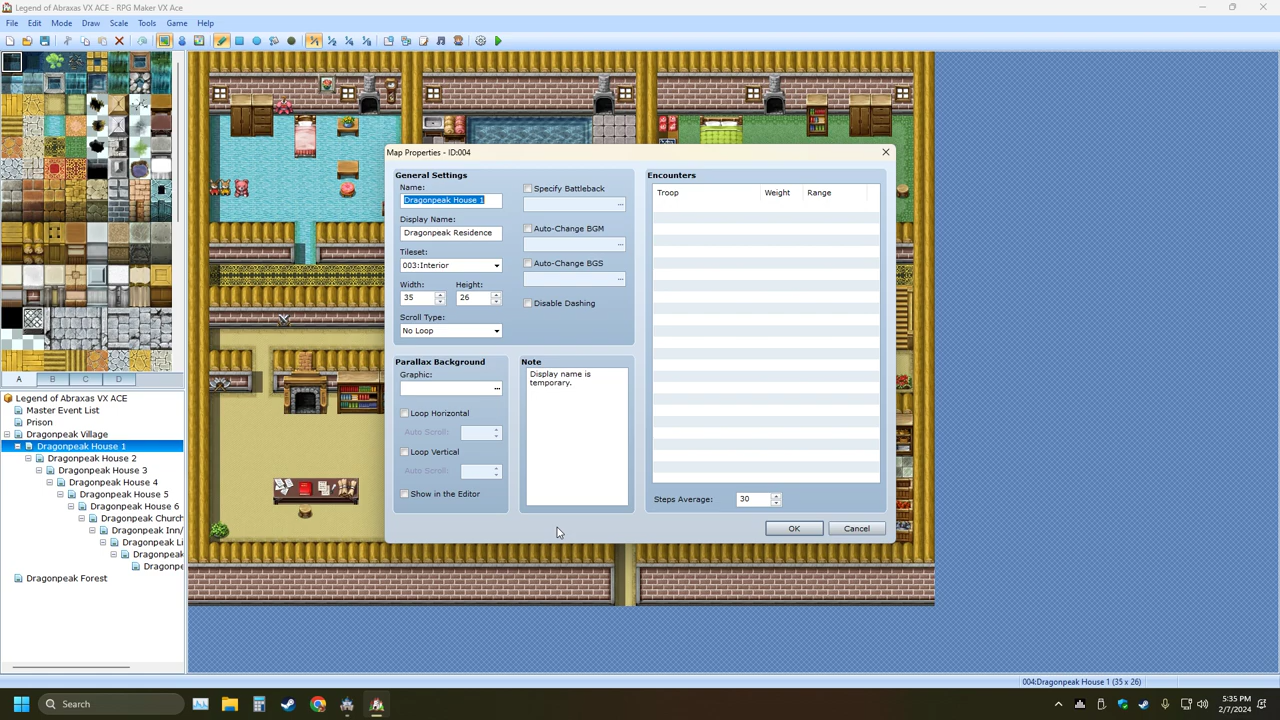 Legend of Abraxas VX ACE - RPG Maker VX Ace
File Edit Mode Draw Scale Tools Game Help
Map Properties - ID:004
General Settings
Name:
Dragonpeak House 1
Display Name:
Dragonpeak Residence
Tileset:
003:Interior
Width: Height:
35 26
Scroll Type:
No Loop
Specify Battleback
...
Auto-Change BGM
...
Auto-Change BGS
...
Disable Dashing
Parallax Background
Graphic:
...
Loop Horizontal
Auto Scroll:
Loop Vertical
Auto Scroll:
Show in the Editor
Note
Display name is
temporary.
Encounters
Troop Weight Range
Steps Average: 30
OK Cancel
A B C D
Legend of Abraxas VX ACE
Master Event List
Prison
Dragonpeak Village
Dragonpeak House 1
Dragonpeak House 2
Dragonpeak House 3
Dragonpeak House 4
Dragonpeak House 5
Dragonpeak House 6
Dragonpeak Church
Dragonpeak Inn/
Dragonpeak Li
Dragonpeak
Dragonpe
Dragonpeak Forest
004:Dragonpeak House 1 (35 x 26)
Search
5:35 PM
2/7/2024